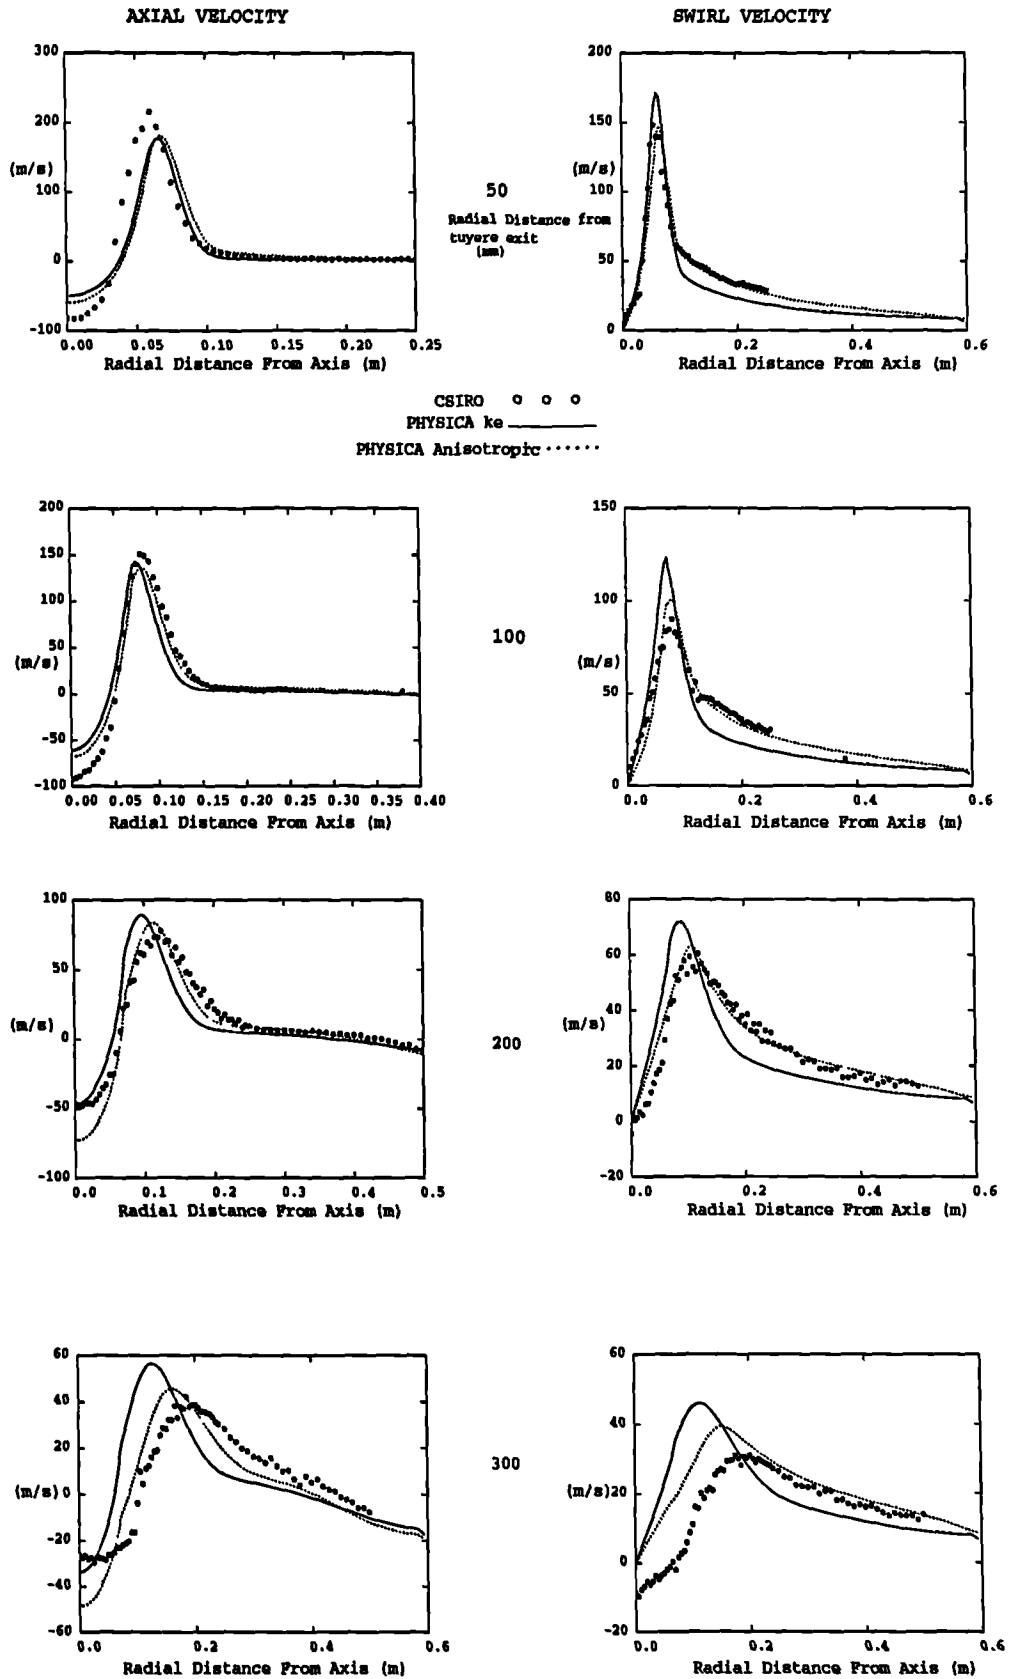 AXIAL VELOCITY
SWIRL VELOCITY
300
200
(m/s)
100
0
-100
0.00 0.05 0.10 0.15 0.20 0.25
Radial Distance From Axis (m)
50
Radial Distance from
tuyere exit
(mm)
200
150
(m/s)
100
50
0
0.0 0.2 0.4 0.6
Radial Distance From Axis (m)
CSIRO
PHYSICA ke
PHYSICA Anisotropic
200
150
100
50
(m/s)
0
-50
-100
0.00 0.05 0.10 0.15 0.20 0.25 0.30 0.35 0.40
Radial Distance From Axis (m)
100
150
100
(m/s)
50
0
0.0 0.2 0.4 0.6
Radial Distance From Axis (m)
100
50
(m/s)
0
-50
-100
0.0 0.1 0.2 0.3 0.4 0.5
Radial Distance From Axis (m)
200
80
60
40
(m/s)
20
0
-20
0.0 0.2 0.4 0.6
Radial Distance From Axis (m)
60
40
20
(m/s) 0
-20
-40
-60
0.0 0.2 0.4 0.6
Radial Distance From Axis (m)
300
60
40
(m/s) 20
0
-20
0.0 0.2 0.4 0.6
Radial Distance From Axis (m)